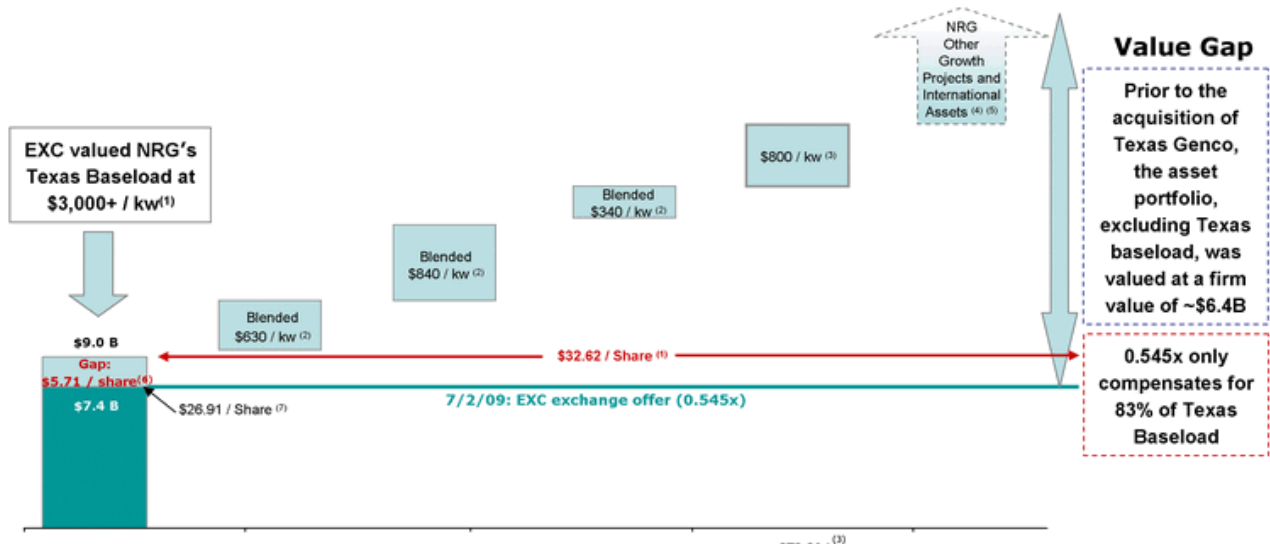 NRG
Other
Growth
Projects and
International
Assets (4) (5)
Value Gap
Prior to the
acquisition of
Texas Genco,
the asset
portfolio,
excluding Texas
baseload, was
valued at a firm
value of ~$6.4B
EXC valued NRG's
Texas Baseload at
$3,000+ / kw(1)
$800 / kw (3)
Blended
$340 / kw (2)
Blended
$840 / kw (2)
Blended
$630 / kw (2)
$9.0 B
Gap:
$5.71 / share(6)
$7.4 B
$32.62 / Share (1)
$26.91 / Share (7)
7/2/09: EXC exchange offer (0.545x)
0.545x only
compensates for
83% of Texas
Baseload
(3)